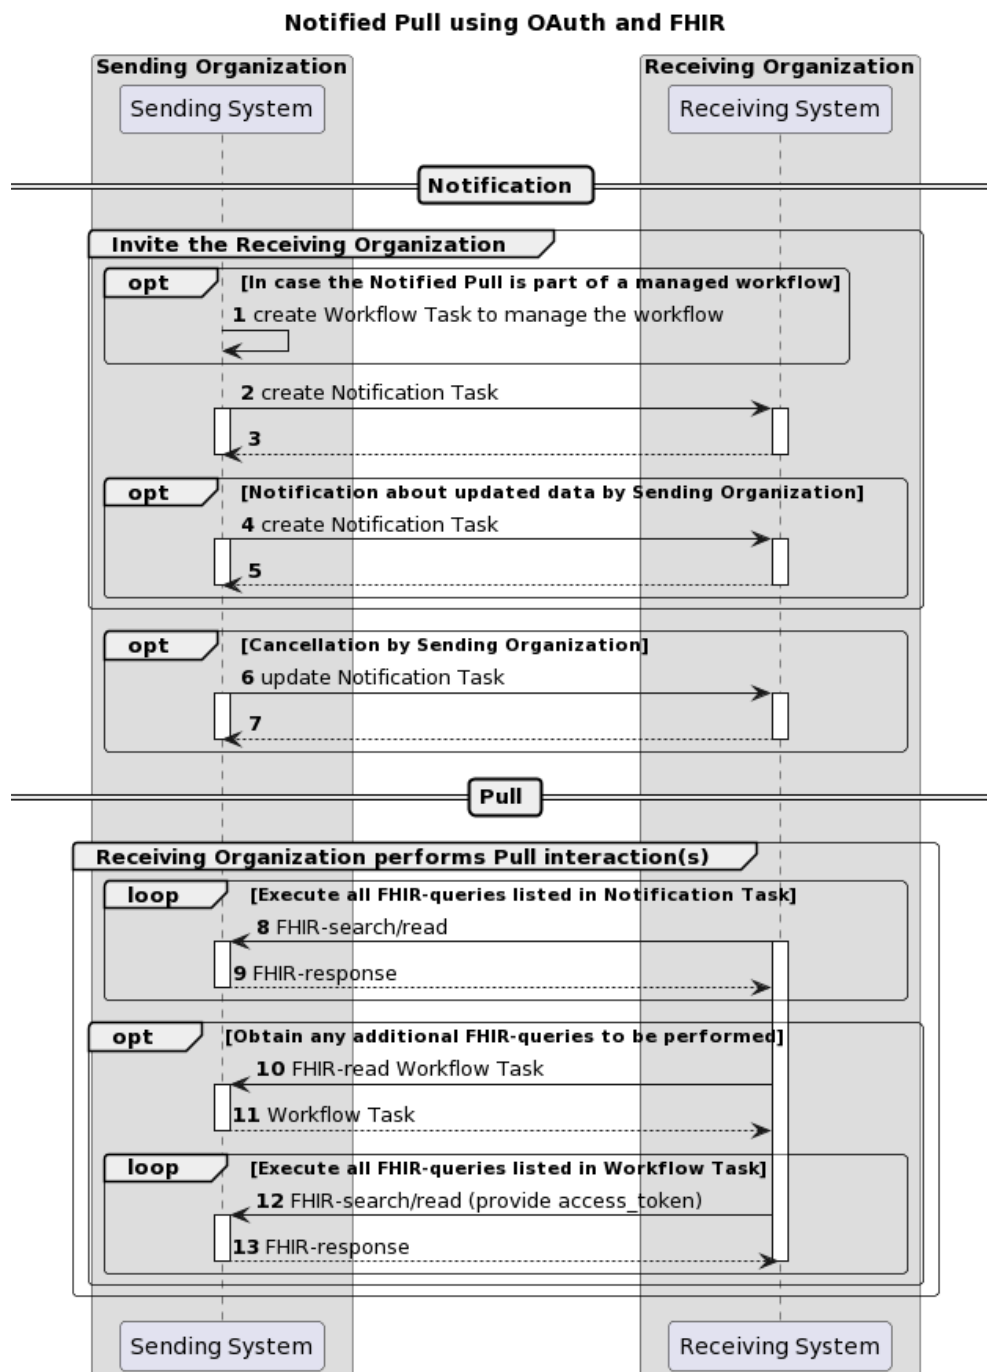 Notified Pull using OAuth and FHIR
Sending Organization
Receiving Organization
Sending System
Receiving System
Notification
Invite the Receiving Organization
opt [In case the Notified Pull is part of a managed workflow]
1 create Workflow Task to manage the workflow
2 create Notification Task
3
opt [Notification about updated data by Sending Organization]
4 create Notification Task
5
opt [Cancellation by Sending Organization]
6 update Notification Task
7
Pull
Receiving Organization performs Pull interaction(s)
loop [Execute all FHIR-queries listed in Notification Task]
8 FHIR-search/read
9 FHIR-response
opt [Obtain any additional FHIR-queries to be performed]
10 FHIR-read Workflow Task
11 Workflow Task
loop [Execute all FHIR-queries listed in Workflow Task]
12 FHIR-search/read (provide access_token)
13 FHIR-response
Sending System
Receiving System